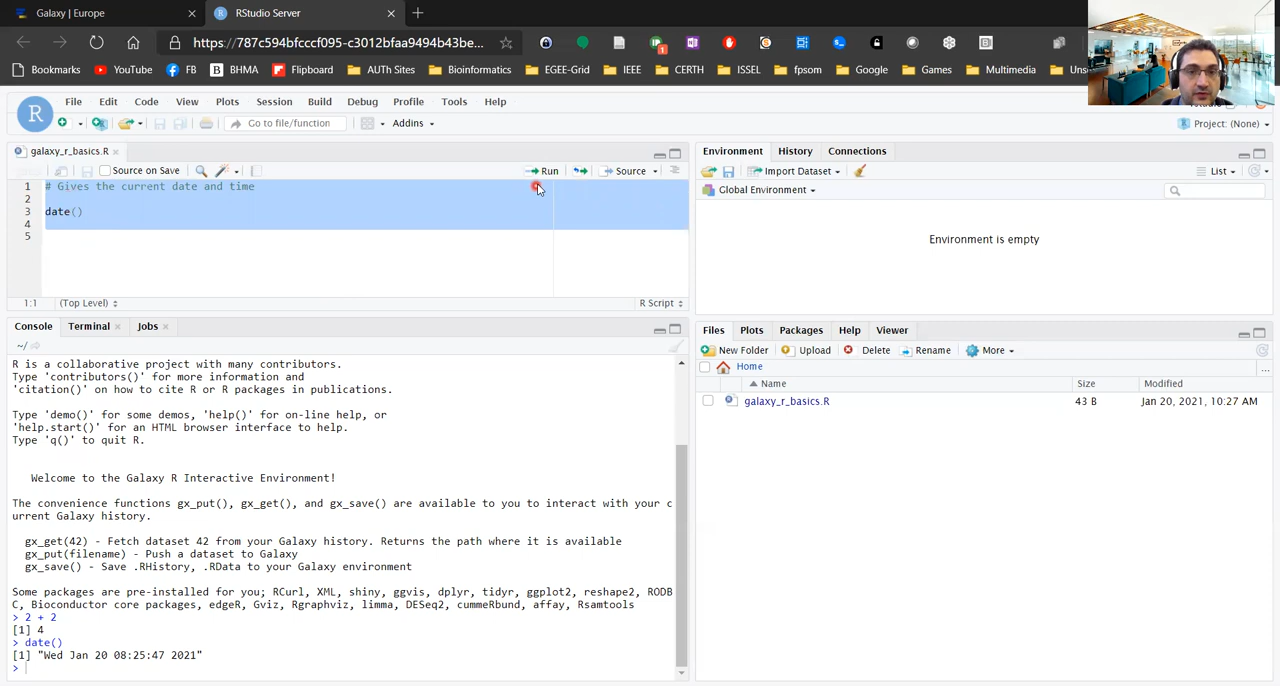 Galaxy | Europe
RStudio Server
https://787c594bfcccf095-c3012bfaa9494b43be...
Bookmarks YouTube FB BHMA Flipboard AUTh Sites Bioinformatics EGEE-Grid IEEE CERTH ISSEL fpsom Google Games Multimedia
File Edit Code View Plots Session Build Debug Profile Tools Help
Go to file/function Addins
Project: (None)
galaxy_r_basics.R
Source on Save Run Source
1 # Gives the current date and time
2
3 date()
4
5
1:1 (Top Level) R Script
Environment History Connections
Import Dataset List
Global Environment
Environment is empty
Console Terminal Jobs
~/
R is a collaborative project with many contributors.
Type 'contributors()' for more information and
'citation()' on how to cite R or R packages in publications.
Type 'demo()' for some demos, 'help()' for on-line help, or
'help.start()' for an HTML browser interface to help.
Type 'q()' to quit R.
Welcome to the Galaxy R Interactive Environment!
The convenience functions gx_put(), gx_get(), and gx_save() are available to you to interact with your c
urrent Galaxy history.
gx_get(42) - Fetch dataset 42 from your Galaxy history. Returns the path where it is available
gx_put(filename) - Push a dataset to Galaxy
gx_save() - Save .RHistory, .RData to your Galaxy environment
Some packages are pre-installed for you; RCurl, XML, shiny, ggvis, dplyr, tidyr, ggplot2, reshape2, RODB
C, Bioconductor core packages, edgeR, Gviz, Rgraphviz, limma, DESeq2, cummeRbund, affay, Rsamtools
> 2 + 2
[1] 4
> date()
[1] "Wed Jan 20 08:25:47 2021"
>
Files Plots Packages Help Viewer
New Folder Upload Delete Rename More
Home
Name Size Modified
galaxy_r_basics.R 43 B Jan 20, 2021, 10:27 AM